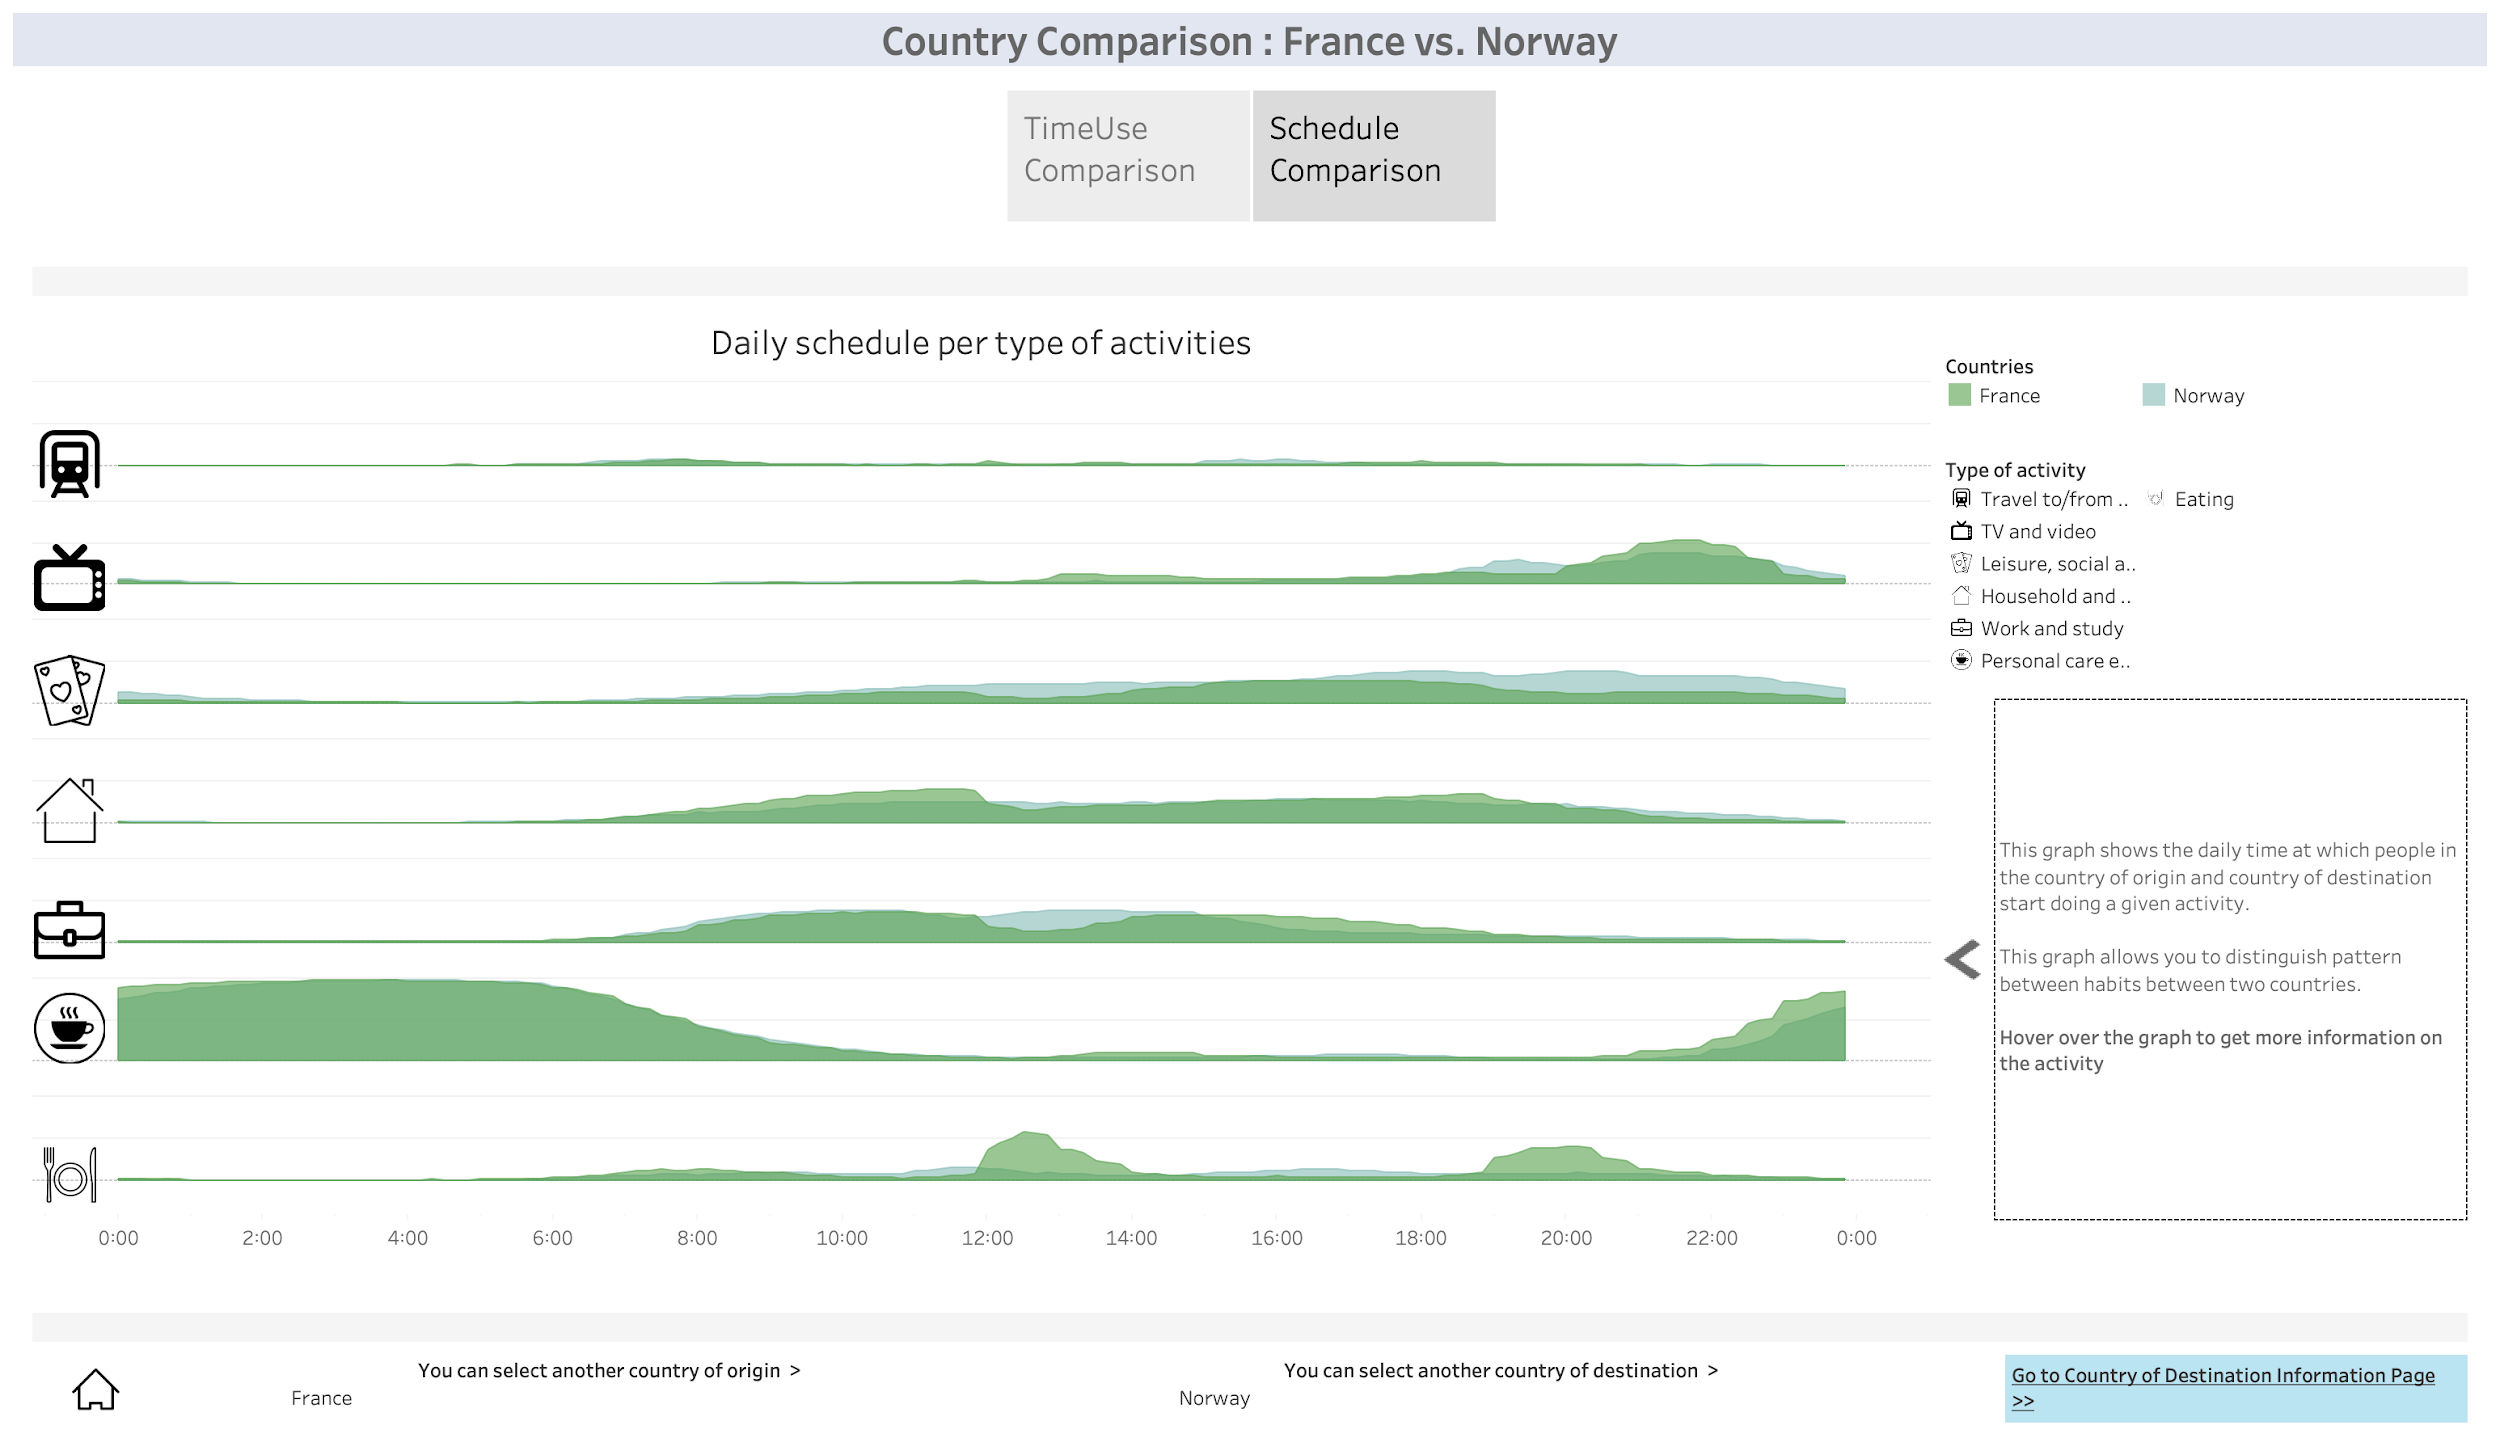 Country Comparison : France vs. Norway
TimeUse
Comparison
Schedule
Comparison
Daily schedule per type of activities
Countries
France
Norway
Type of activity
Travel to/from ..
Eating
TV and video
Leisure, social a..
Household and ..
Work and study
Personal care e..
This graph shows the daily time at which people in
the country of origin and country of destination
start doing a given activity.
This graph allows you to distinguish pattern
between habits between two countries.
Hover over the graph to get more information on
the activity
0:00 2:00 4:00 6:00 8:00 10:00 12:00 14:00 16:00 18:00 20:00 22:00 0:00
You can select another country of origin >
France
You can select another country of destination >
Norway
Go to Country of Destination Information Page
>>